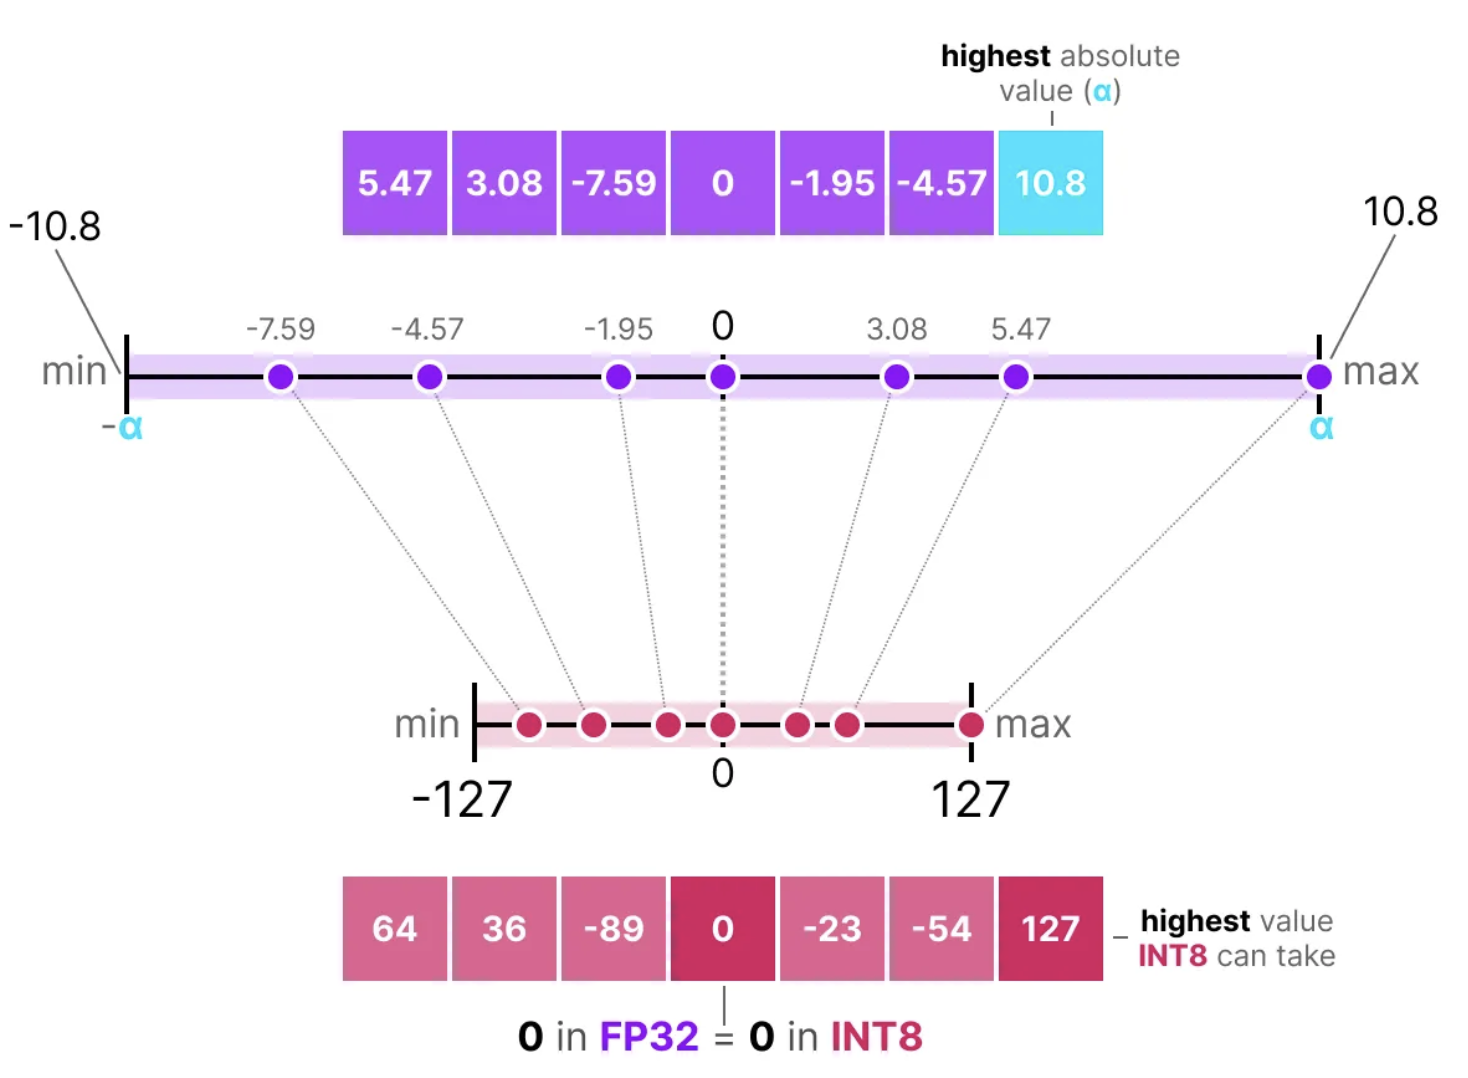 highest absolute
value (α)
5.47 3.08 -7.59 0 -1.95 -4.57 10.8
-10.8 10.8
-7.59 -4.57 -1.95 0 3.08 5.47
min max
-α α
min max
-127 0 127
64 36 -89 0 -23 -54 127
highest value
INT8 can take
0 in FP32 = 0 in INT8